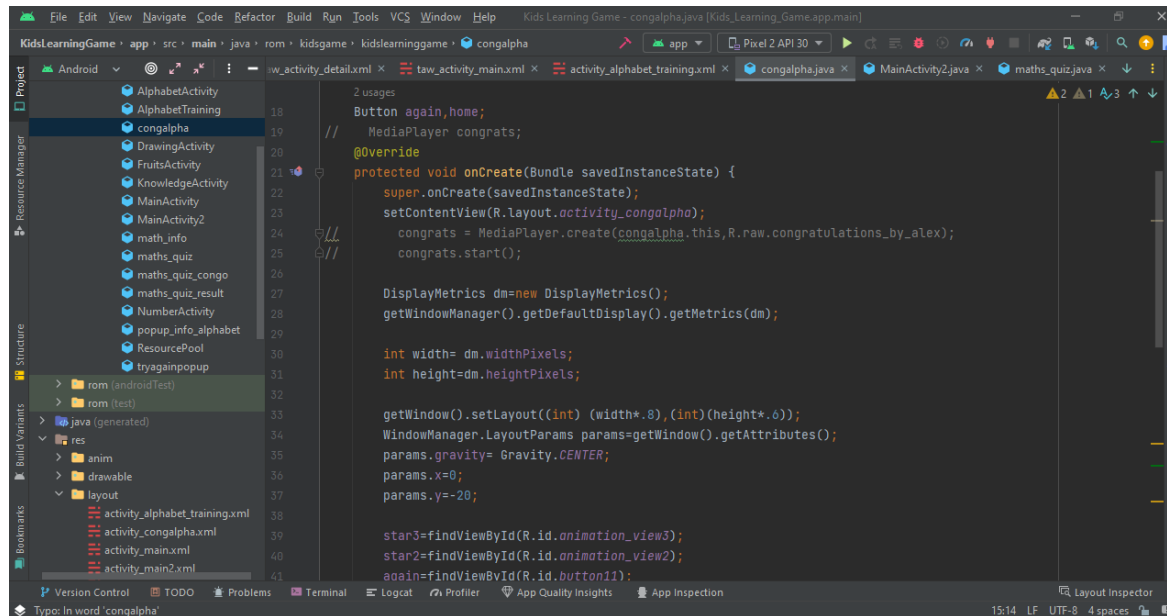 File Edit View Navigate Code Refactor Build Run Tools VCS Window Help Kids Learning Game - congalpha.java [Kids_Learning_Game.app.main]
KidsLearningGame › app › src › main › java › rom › kidsgame › kidslearninggame › congalpha app Pixel 2 API 30
Android aw_activity_detail.xml taw_activity_main.xml activity_alphabet_training.xml congalpha.java MainActivity2.java maths_quiz.java
Project
Resource Manager
Structure
Build Variants
Bookmarks
AlphabetActivity
AlphabetTraining
congalpha
DrawingActivity
FruitsActivity
KnowledgeActivity
MainActivity
MainActivity2
math_info
maths_quiz
maths_quiz_congo
maths_quiz_result
NumberActivity
popup_info_alphabet
ResourcePool
tryagainpopup
rom (androidTest)
rom (test)
java (generated)
res
anim
drawable
layout
activity_alphabet_training.xml
activity_congalpha.xml
activity_main.xml
activity_main2.xml
2 usages
2 1 3
18 Button again,home;
19 // MediaPlayer congrats;
20 @Override
21 protected void onCreate(Bundle savedInstanceState) {
22 super.onCreate(savedInstanceState);
23 setContentView(R.layout.activity_congalpha);
24 // congrats = MediaPlayer.create(congalpha.this,R.raw.congratulations_by_alex);
25 // congrats.start();
26
27 DisplayMetrics dm=new DisplayMetrics();
28 getWindowManager().getDefaultDisplay().getMetrics(dm);
29
30 int width= dm.widthPixels;
31 int height=dm.heightPixels;
32
33 getWindow().setLayout((int) (width*.8),(int)(height*.6));
34 WindowManager.LayoutParams params=getWindow().getAttributes();
35 params.gravity= Gravity.CENTER;
36 params.x=0;
37 params.y=-20;
38
39 star3=findViewById(R.id.animation_view3);
40 star2=findViewById(R.id.animation_view2);
41 again=findViewById(R.id.button11);
Version Control TODO Problems Terminal Logcat Profiler App Quality Insights App Inspection Layout Inspector
Typo: In word 'congalpha' 15:14 LF UTF-8 4 spaces